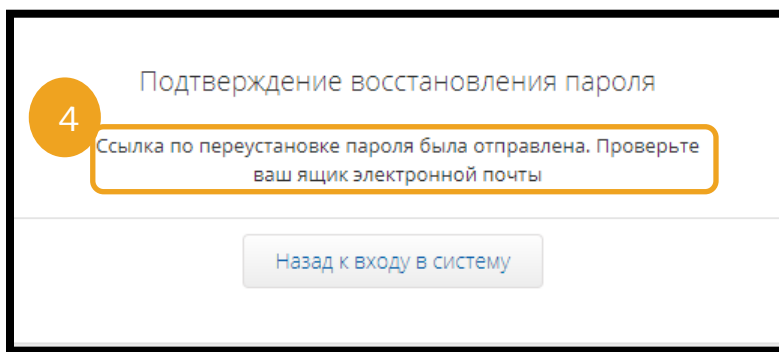 Подтверждение восстановления пароля
4
Ссылка по переустановке пароля была отправлена. Проверьте
ваш ящик электронной почты
Назад к входу в систему